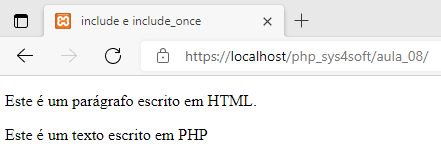 include e include_once
https://localhost/php_sys4soft/aula_08/
Este é um parágrafo escrito em HTML.
Este é um texto escrito em PHP